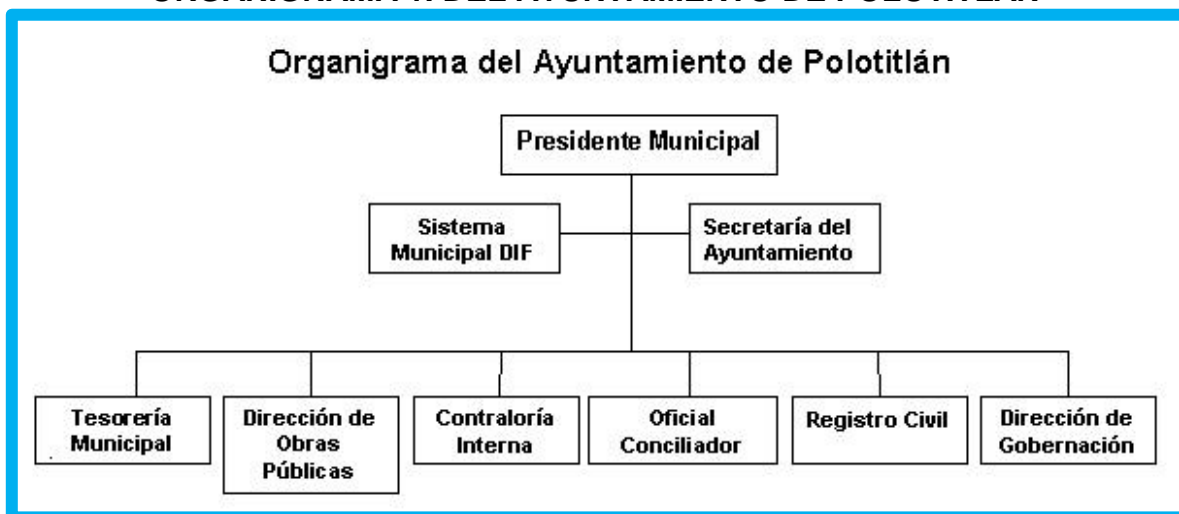 Organigrama del Ayuntamiento de Polotitlán
Presidente Municipal
Sistema
Municipal DIF
Secretaría del
Ayuntamiento
Tesorería
Municipal
Dirección de
Obras
Públicas
Contraloría
Interna
Oficial
Conciliador
Registro Civil
Dirección de
Gobernación